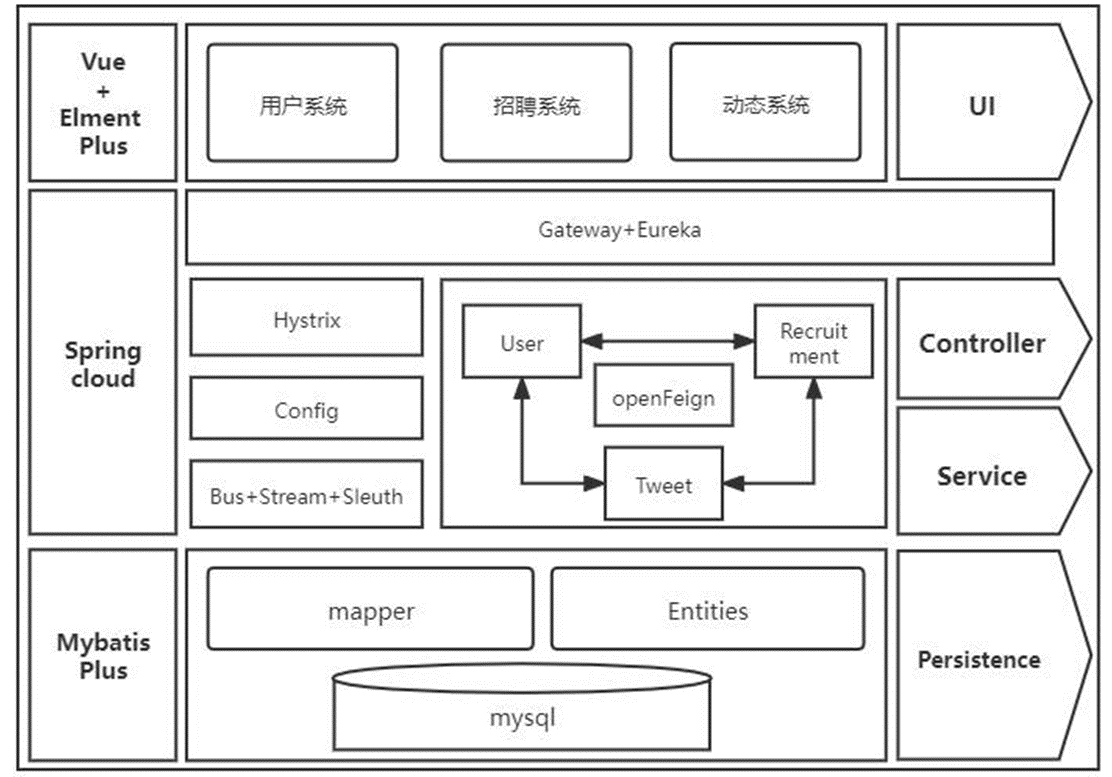 Vue
+
Elment
Plus
用户系统
招聘系统
动态系统
UI
Gateway+Eureka
Spring
cloud
Hystrix
Config
Bus+Stream+Sleuth
User
Recruit
ment
openFeign
Tweet
Controller
Service
Mybatis
Plus
mapper
Entities
mysql
Persistence